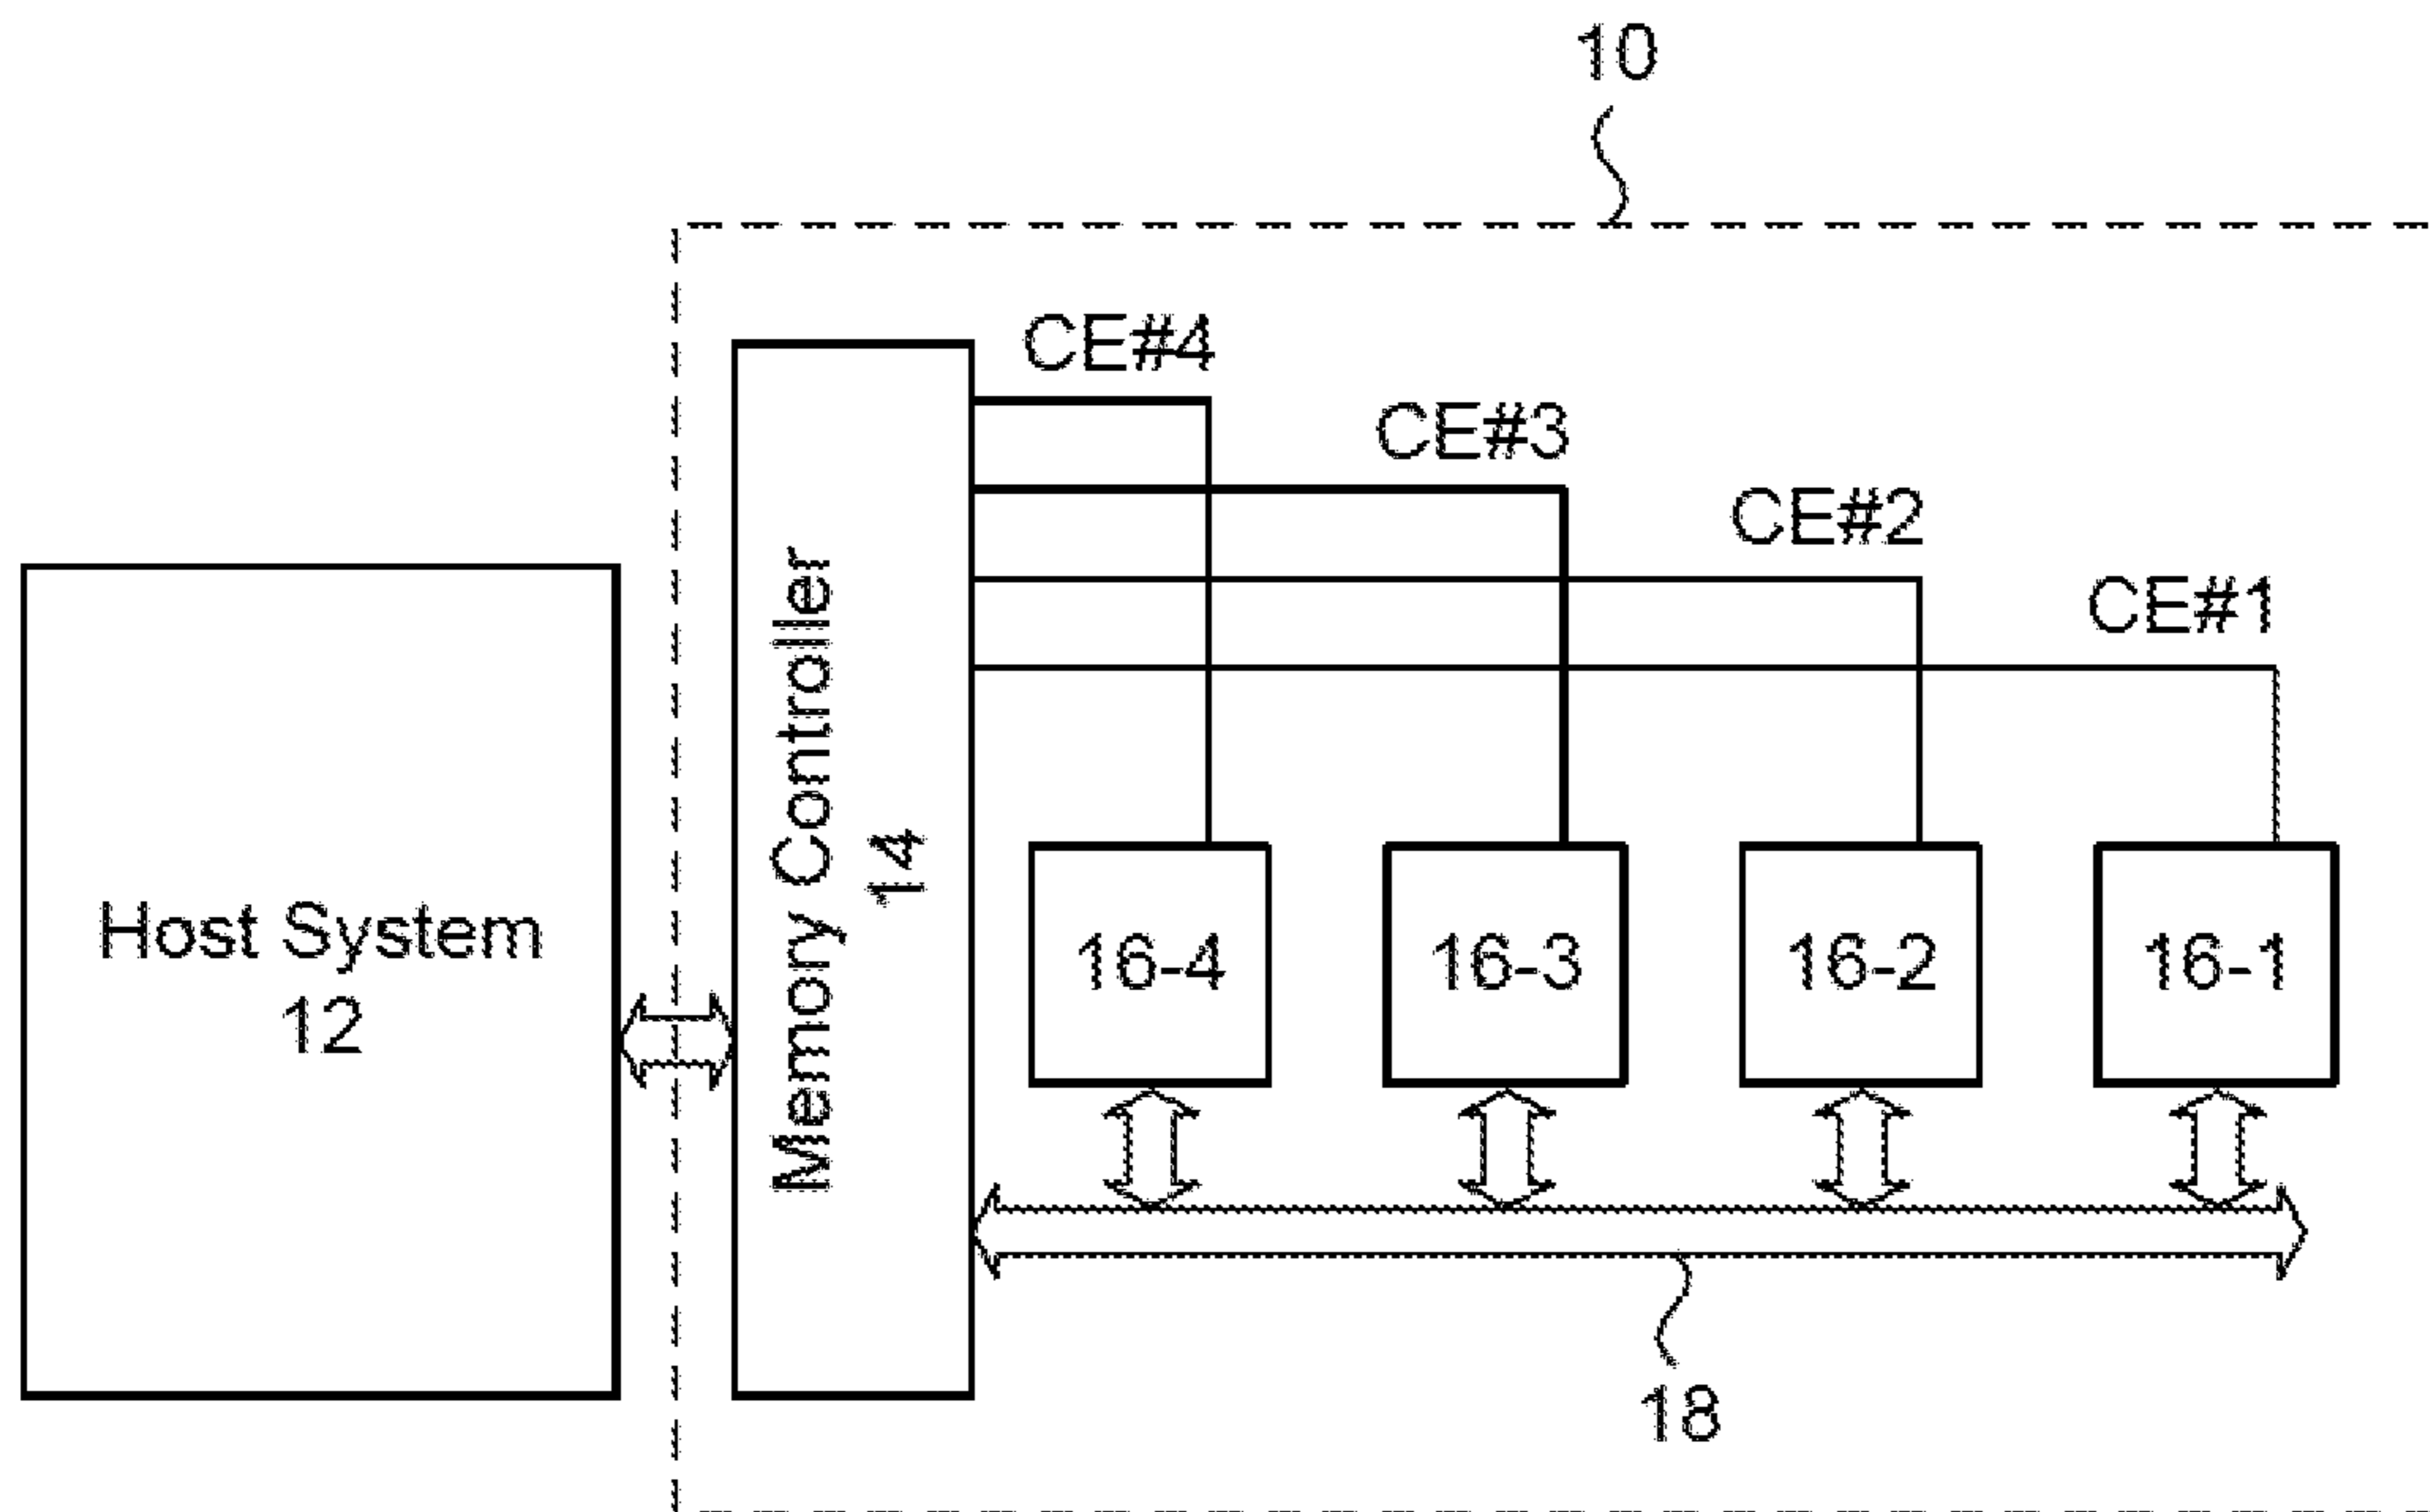 10
CE#4
CE#3
CE#2
CE#1
Memory Controller
14
Host System
12
16-4
16-3
16-2
16-1
18